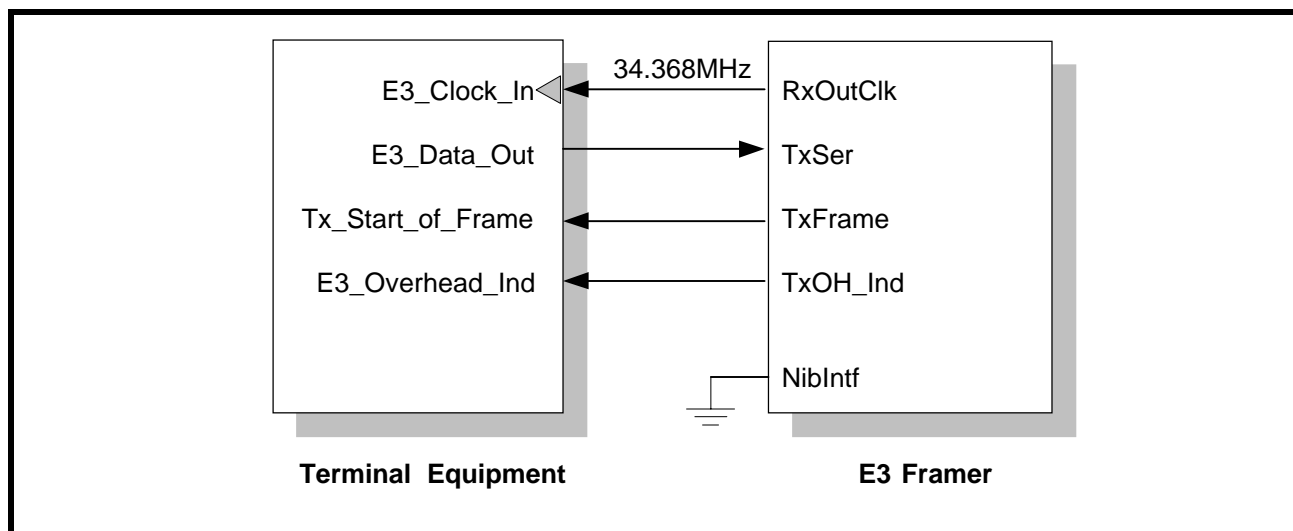 34.368MHz
E3_Clock_In
RxOutClk
E3_Data_Out
TxSer
Tx_Start_of_Frame
TxFrame
E3_Overhead_Ind
TxOH_Ind
NibIntf
Terminal Equipment
E3 Framer